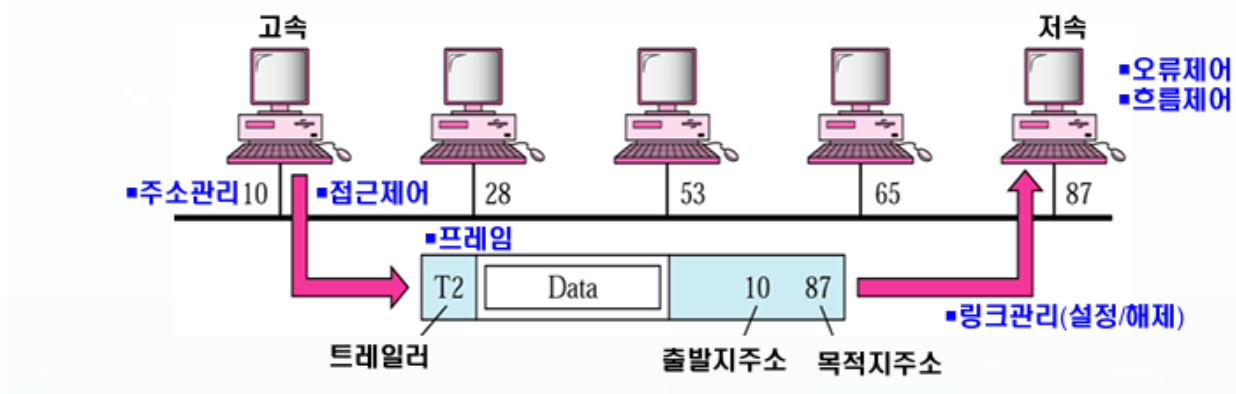 고속
저속
▪오류제어
▪흐름제어
▪주소관리 10
▪접근제어
28
53
65
87
▪프레임
T2
Data
10
87
▪링크관리(설정/해제)
트레일러
출발지주소
목적지주소